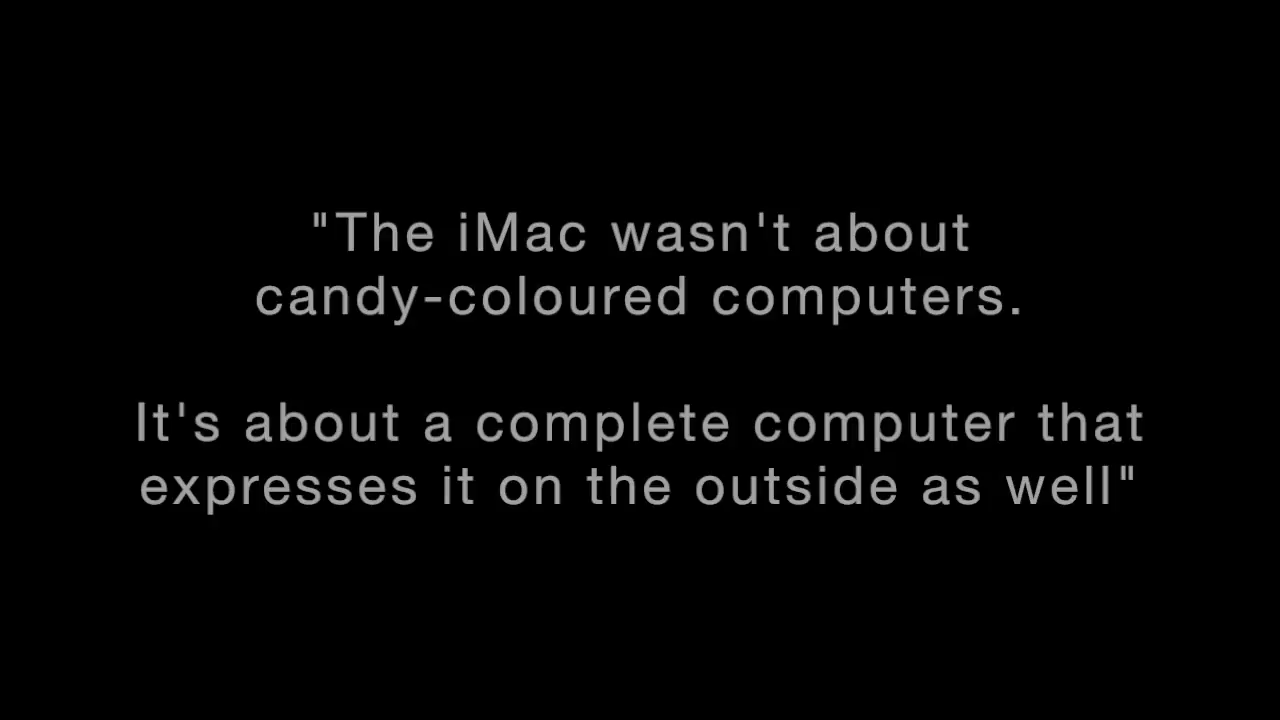 "The iMac wasn't about
candy-coloured computers.
It's about a complete computer that
expresses it on the outside as well"